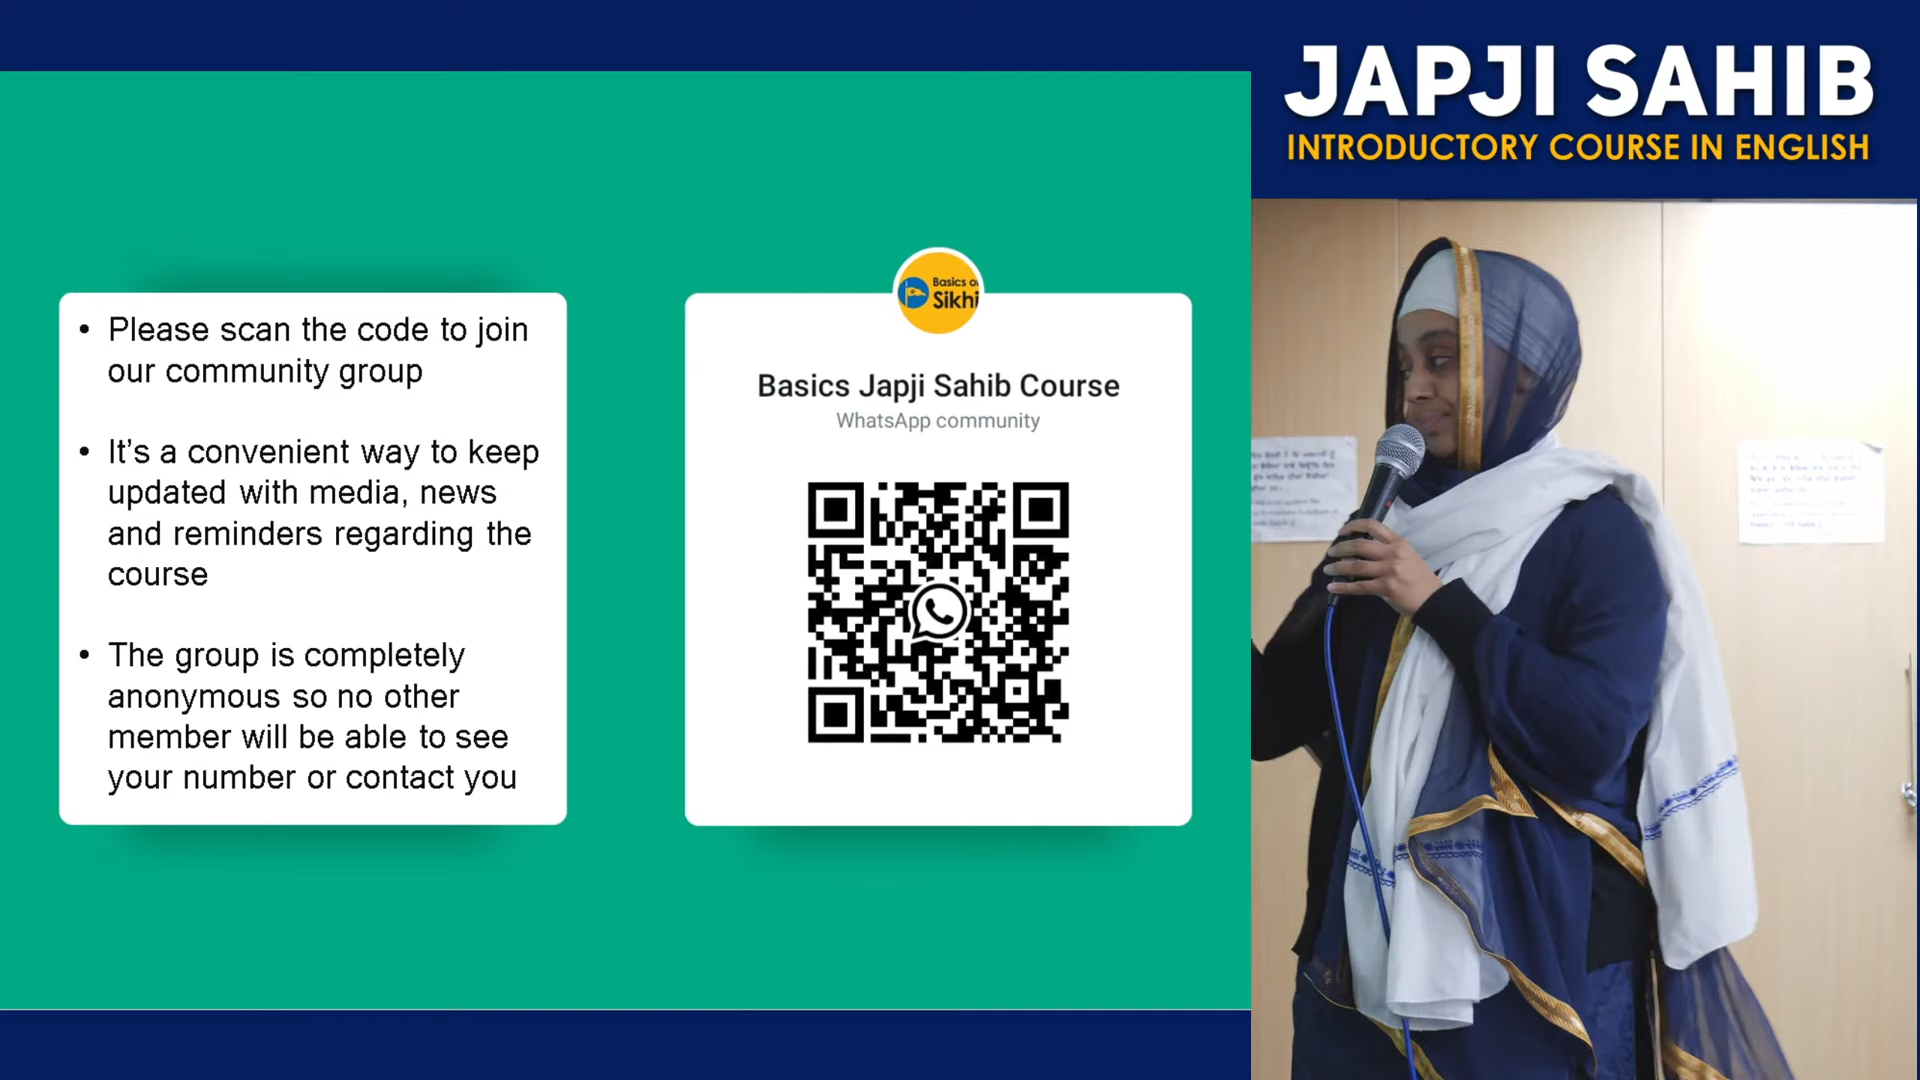 JAPJI SAHIB
INTRODUCTORY COURSE IN ENGLISH
• Please scan the code to join
our community group
• It’s a convenient way to keep
updated with media, news
and reminders regarding the
course
• The group is completely
anonymous so no other
member will be able to see
your number or contact you
Basics o
Sikhi
Basics Japji Sahib Course
WhatsApp community